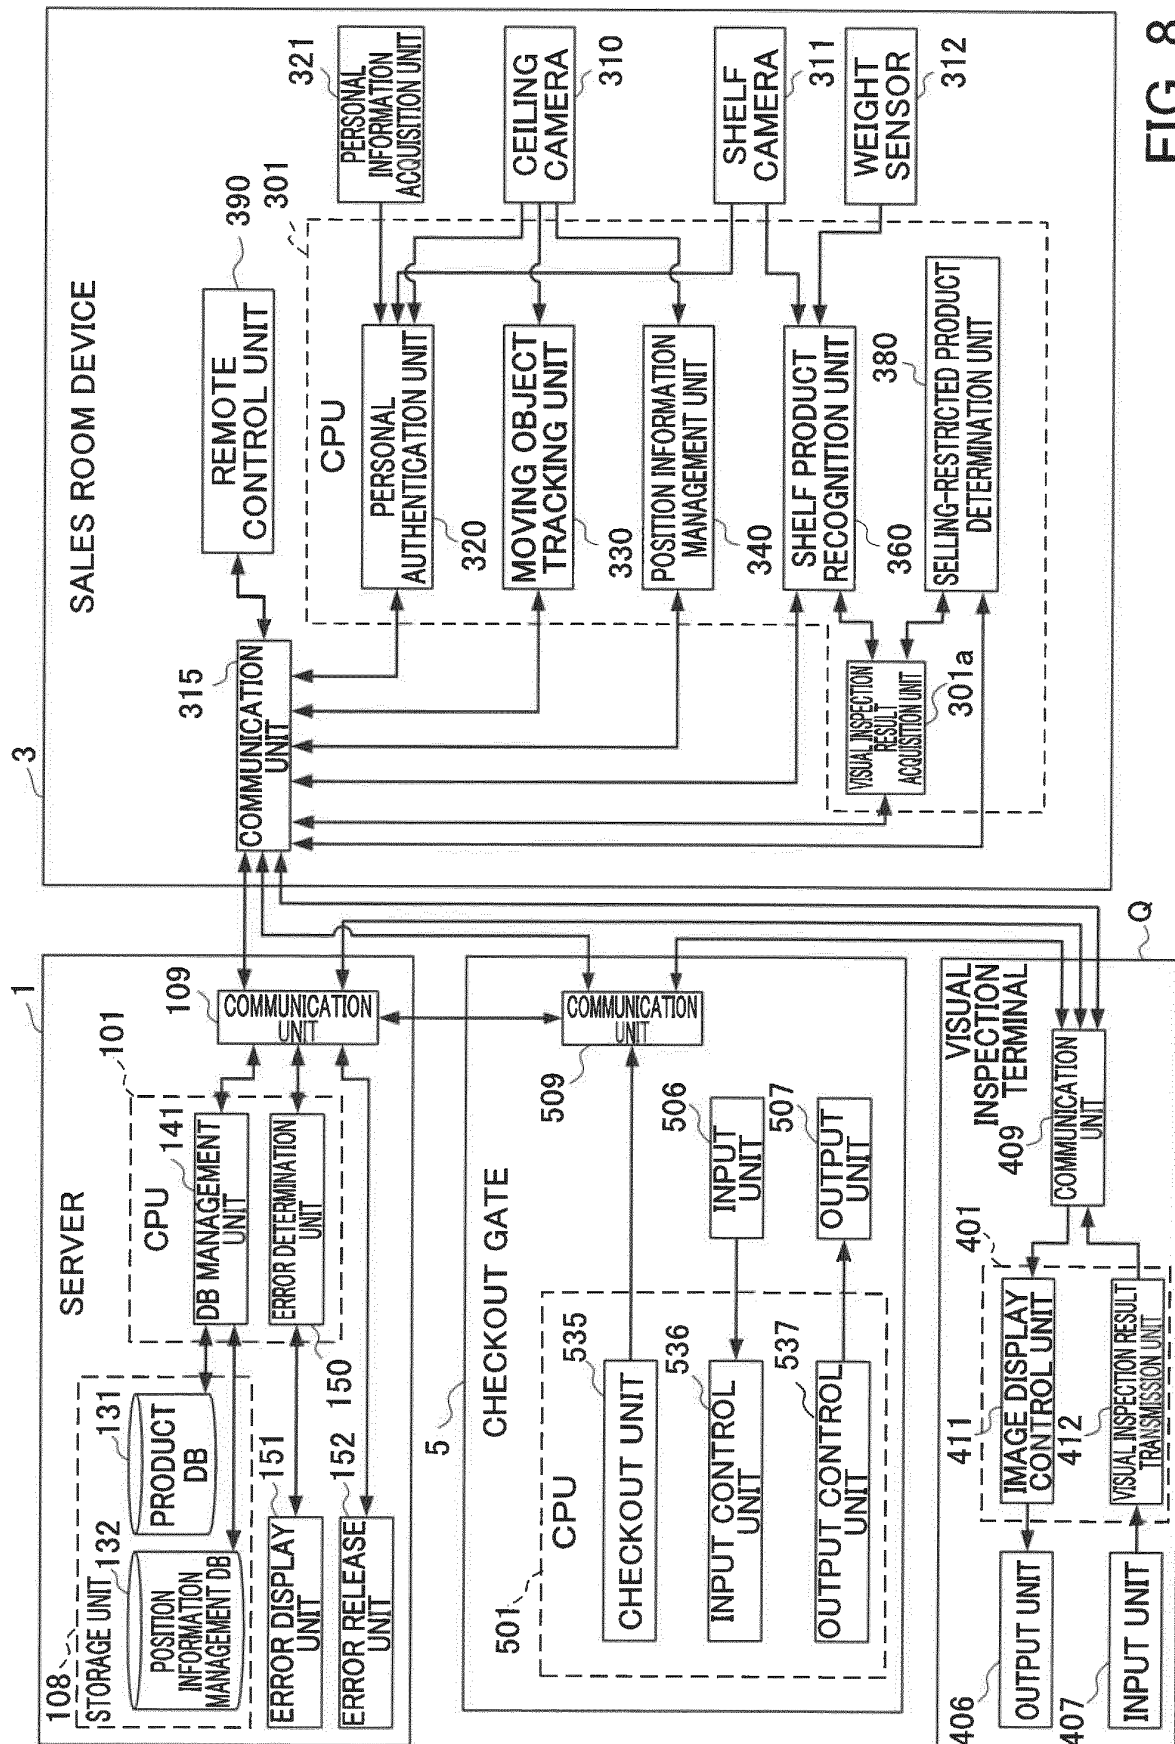 FIG. 8
1
SERVER
108
STORAGE UNIT
132
POSITION
INFORMATION
MANAGEMENT DB
131
PRODUCT
DB
151
ERROR DISPLAY
UNIT
152
ERROR RELEASE
UNIT
101
CPU
141
DB MANAGEMENT
UNIT
150
ERROR DETERMINATION
UNIT
109
COMMUNICATION
UNIT
5
CHECKOUT GATE
501
CPU
535
CHECKOUT UNIT
536
INPUT CONTROL
UNIT
537
OUTPUT CONTROL
UNIT
506
INPUT
UNIT
507
OUTPUT
UNIT
509
COMMUNICATION
UNIT
Q
VISUAL
INSPECTION
TERMINAL
406
OUTPUT UNIT
407
INPUT UNIT
401
411
IMAGE DISPLAY
CONTROL UNIT
412
VISUAL INSPECTION RESULT
TRANSMISSION UNIT
409
COMMUNICATION
UNIT
3
SALES ROOM DEVICE
315
COMMUNICATION
UNIT
390
REMOTE
CONTROL UNIT
301
CPU
320
PERSONAL
AUTHENTICATION UNIT
330
MOVING OBJECT
TRACKING UNIT
340
POSITION INFORMATION
MANAGEMENT UNIT
360
SHELF PRODUCT
RECOGNITION UNIT
380
SELLING-RESTRICTED PRODUCT
DETERMINATION UNIT
301a
VISUAL INSPECTION
RESULT
ACQUISITION UNIT
321
PERSONAL
INFORMATION
ACQUISITION UNIT
310
CEILING
CAMERA
311
SHELF
CAMERA
312
WEIGHT
SENSOR